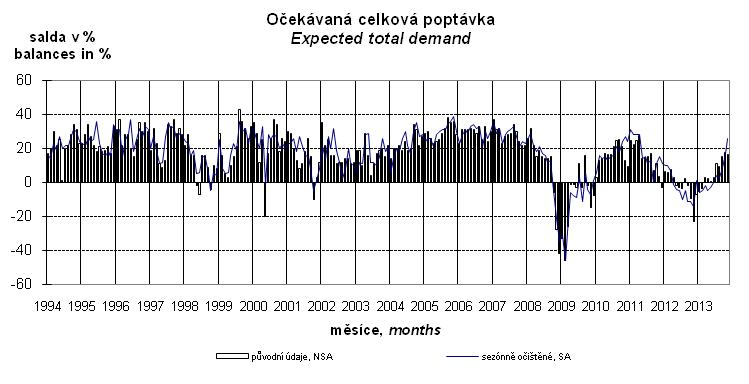 Očekávaná celková poptávka
Expected total demand
salda v %
balances in %
60
40
20
0
-20
-40
-60
1994 1995 1996 1997 1998 1999 2000 2001 2002 2003 2004 2005 2006 2007 2008 2009 2010 2011 2012 2013
měsíce, months
původní údaje, NSA sezónně očištěné, SA